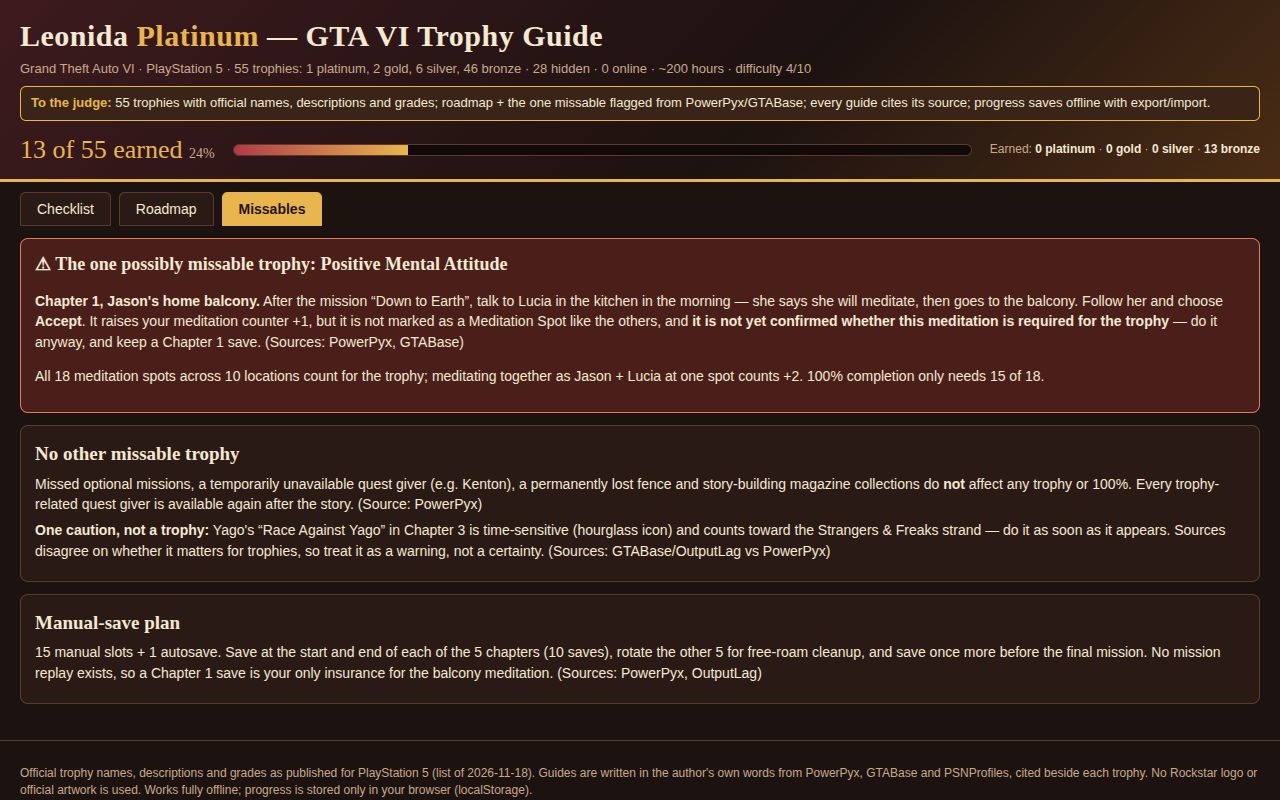 Leonida Platinum — GTA VI Trophy Guide
Grand Theft Auto VI · PlayStation 5 · 55 trophies: 1 platinum, 2 gold, 6 silver, 46 bronze · 28 hidden · 0 online · ~200 hours · difficulty 4/10
To the judge: 55 trophies with official names, descriptions and grades; roadmap + the one missable flagged from PowerPyx/GTABase; every guide cites its source; progress saves offline with export/import.
13 of 55 earned 24%
Earned: 0 platinum · 0 gold · 0 silver · 13 bronze
Checklist
Roadmap
Missables
⚠ The one possibly missable trophy: Positive Mental Attitude
Chapter 1, Jason's home balcony. After the mission “Down to Earth”, talk to Lucia in the kitchen in the morning — she says she will meditate, then goes to the balcony. Follow her and choose
Accept. It raises your meditation counter +1, but it is not marked as a Meditation Spot like the others, and it is not yet confirmed whether this meditation is required for the trophy — do it
anyway, and keep a Chapter 1 save. (Sources: PowerPyx, GTABase)
All 18 meditation spots across 10 locations count for the trophy; meditating together as Jason + Lucia at one spot counts +2. 100% completion only needs 15 of 18.
No other missable trophy
Missed optional missions, a temporarily unavailable quest giver (e.g. Kenton), a permanently lost fence and story-building magazine collections do not affect any trophy or 100%. Every trophy-
related quest giver is available again after the story. (Source: PowerPyx)
One caution, not a trophy: Yago's “Race Against Yago” in Chapter 3 is time-sensitive (hourglass icon) and counts toward the Strangers & Freaks strand — do it as soon as it appears. Sources
disagree on whether it matters for trophies, so treat it as a warning, not a certainty. (Sources: GTABase/OutputLag vs PowerPyx)
Manual-save plan
15 manual slots + 1 autosave. Save at the start and end of each of the 5 chapters (10 saves), rotate the other 5 for free-roam cleanup, and save once more before the final mission. No mission
replay exists, so a Chapter 1 save is your only insurance for the balcony meditation. (Sources: PowerPyx, OutputLag)
Official trophy names, descriptions and grades as published for PlayStation 5 (list of 2026-11-18). Guides are written in the author's own words from PowerPyx, GTABase and PSNProfiles, cited beside each trophy. No Rockstar logo or
official artwork is used. Works fully offline; progress is stored only in your browser (localStorage).